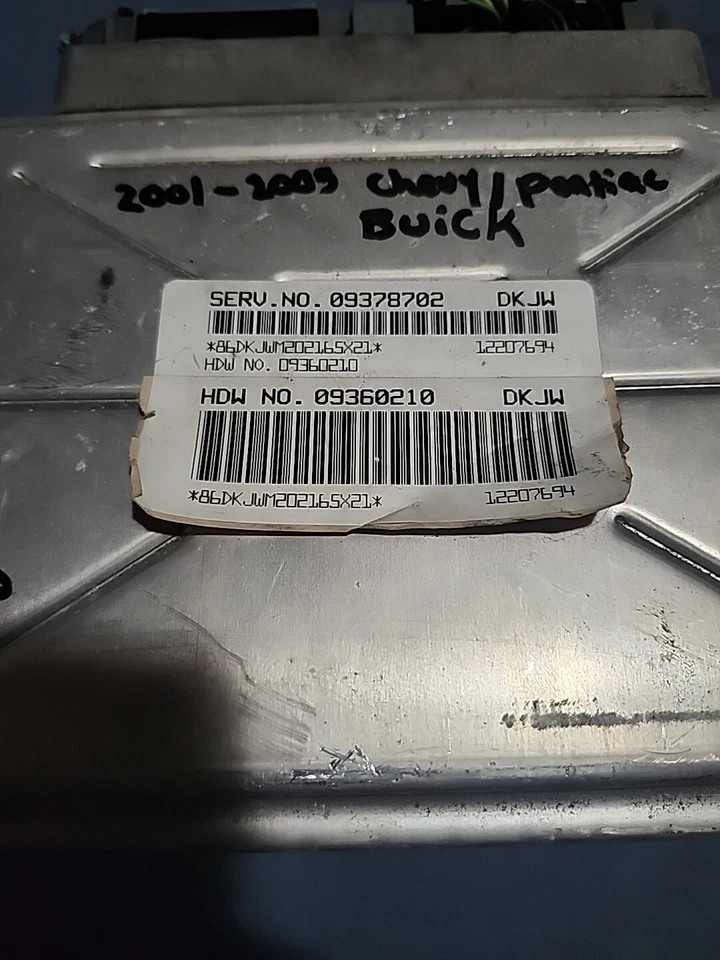 2001-2005 Chevy/Pontiac
BUiCK
SERV.NO. 09378702 DKJW
*86DKJWM202165X21* 12207694
HDW NO. 09360210
HDW NO. 09360210 DKJW
*86DKJWM202165X21* 12207694